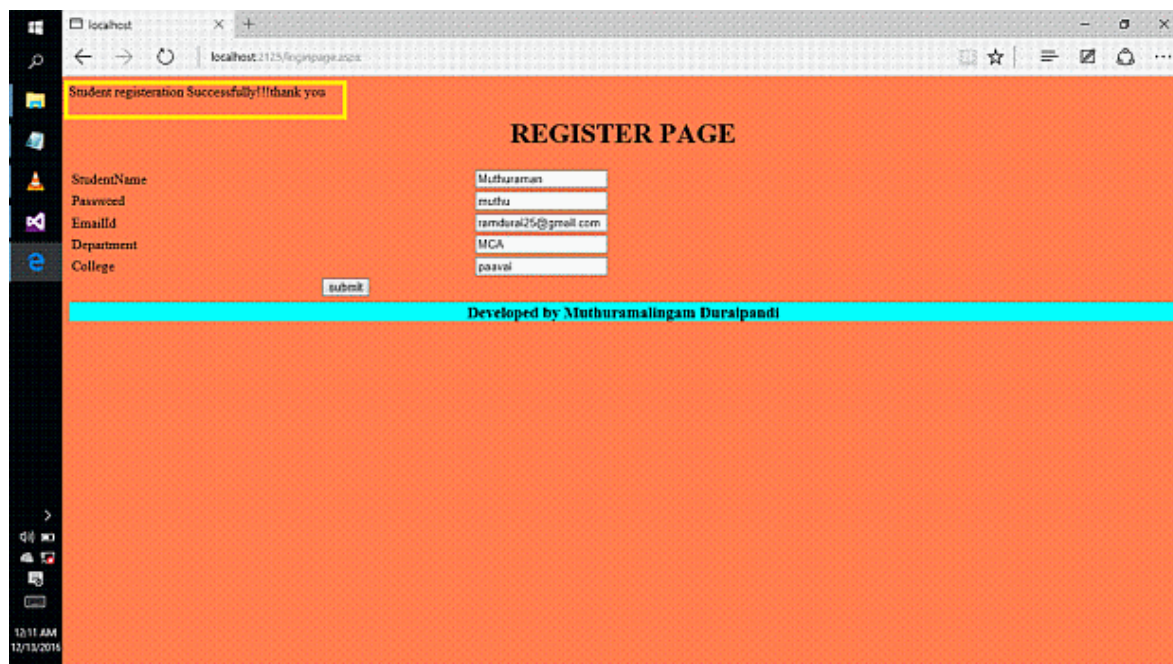 localhost
localhost:2125/loginpage.aspx
Student registeration Successfully!!!thank you
REGISTER PAGE
StudentName Muthuraman
Password muthu
EmailId ramdurai25@gmail.com
Department MCA
College paavai
submit
Developed by Muthuramalingam Duraipandi
12:11 AM
12/13/2016